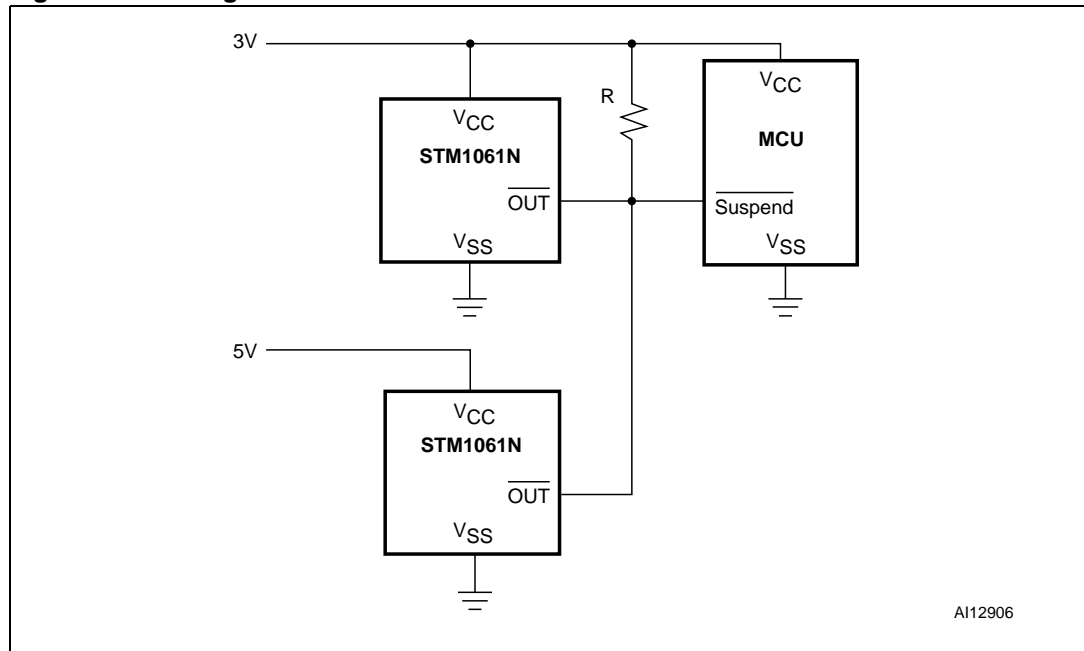 3V
R
VCC
STM1061N
OUT
VSS
VCC
MCU
Suspend
VSS
5V
VCC
STM1061N
OUT
VSS
AI12906